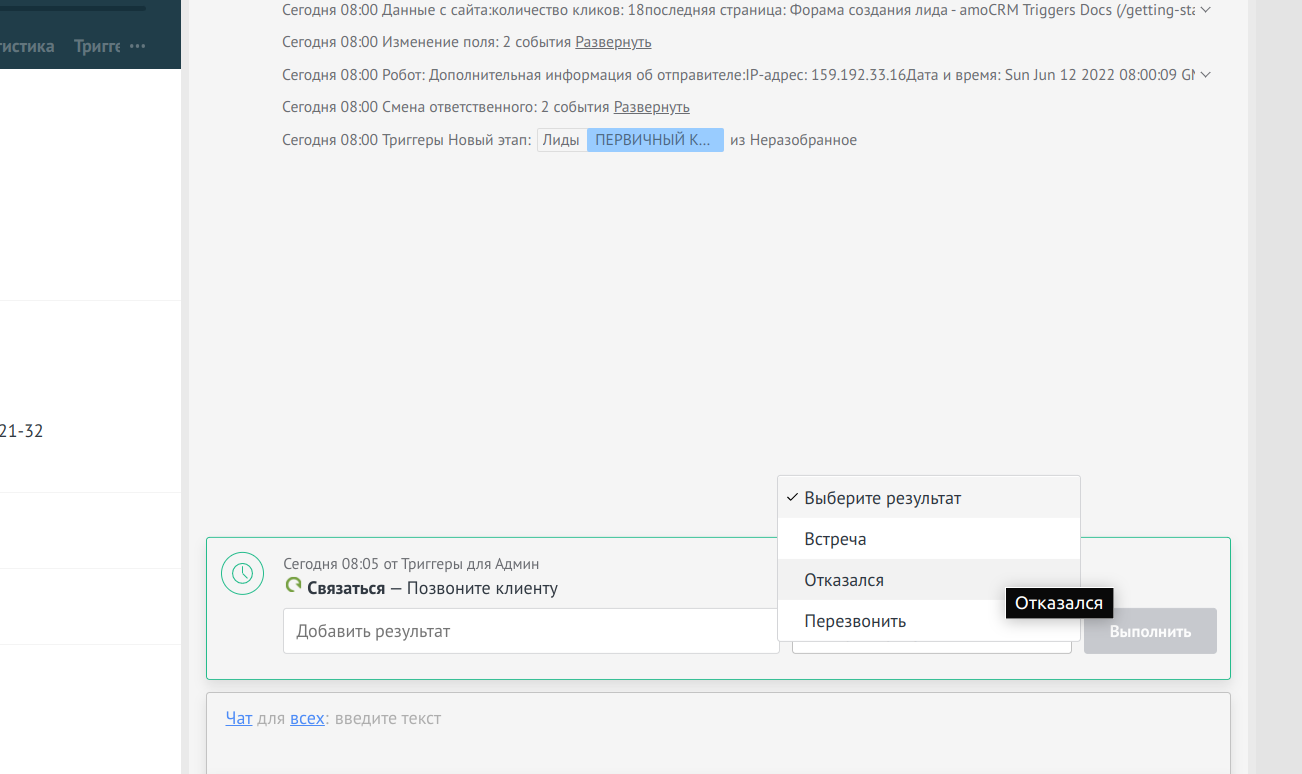 Сегодня 08:00 Данные с сайта:количество кликов: 18последняя страница: Форама создания лида - amoCRM Triggers Docs (/getting-sta
тистика Тригге ···
Сегодня 08:00 Изменение поля: 2 события Развернуть
Сегодня 08:00 Робот: Дополнительная информация об отправителе:IP-адрес: 159.192.33.16Дата и время: Sun Jun 12 2022 08:00:09 GM
Сегодня 08:00 Смена ответственного: 2 события Развернуть
Сегодня 08:00 Триггеры Новый этап: Лиды ПЕРВИЧНЫЙ К... из Неразобранное
21-32
Выберите результат
Встреча
Отказался
Перезвонить
Отказался
Сегодня 08:05 от Триггеры для Админ
Связаться — Позвоните клиенту
Добавить результат
Выполнить
Чат для всех: введите текст